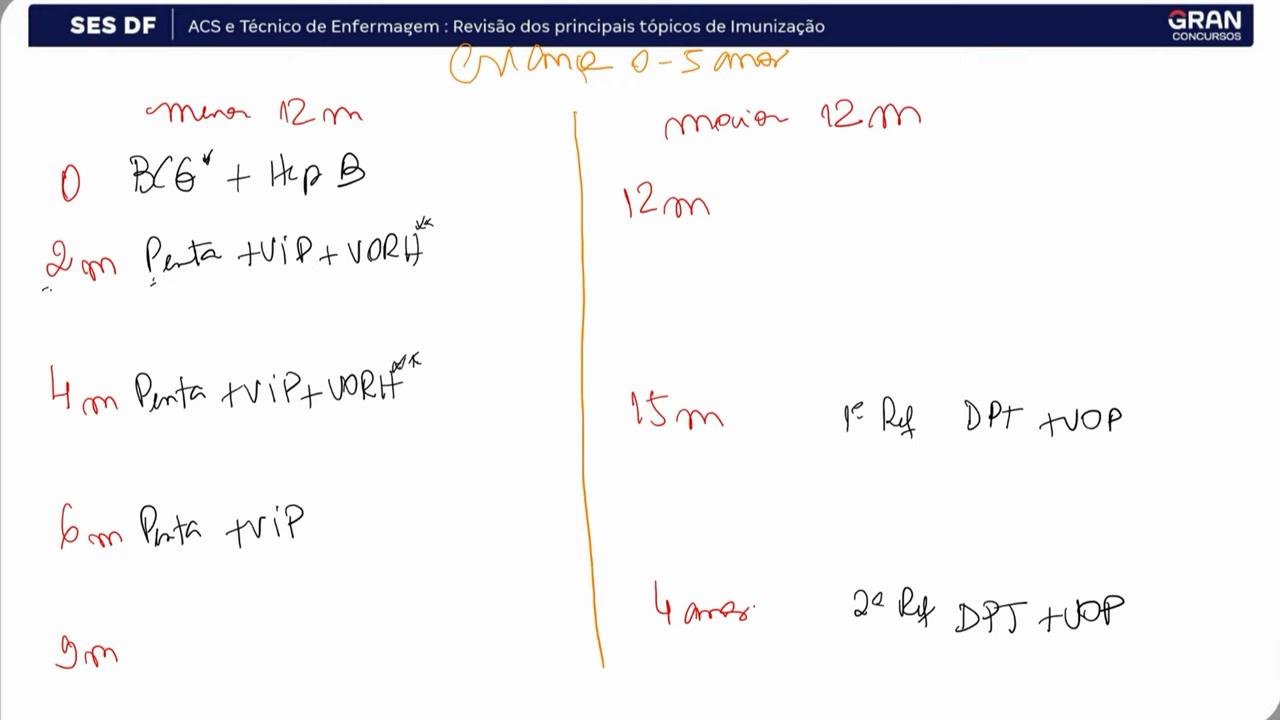 SES DF | ACS e Técnico de Enfermagem : Revisão dos principais tópicos de Imunização
GRAN
CONCURSOS
Criança 0-5 anos
menor 12m
0 BCG* + Hep B
2m Penta + VIP + VORH**
4m Penta + VIP + VORH**
6m Penta + VIP
9m
maior 12m
12m
15m 1º Ref DPT + VOP
4 anos 2º Ref DPT + VOP